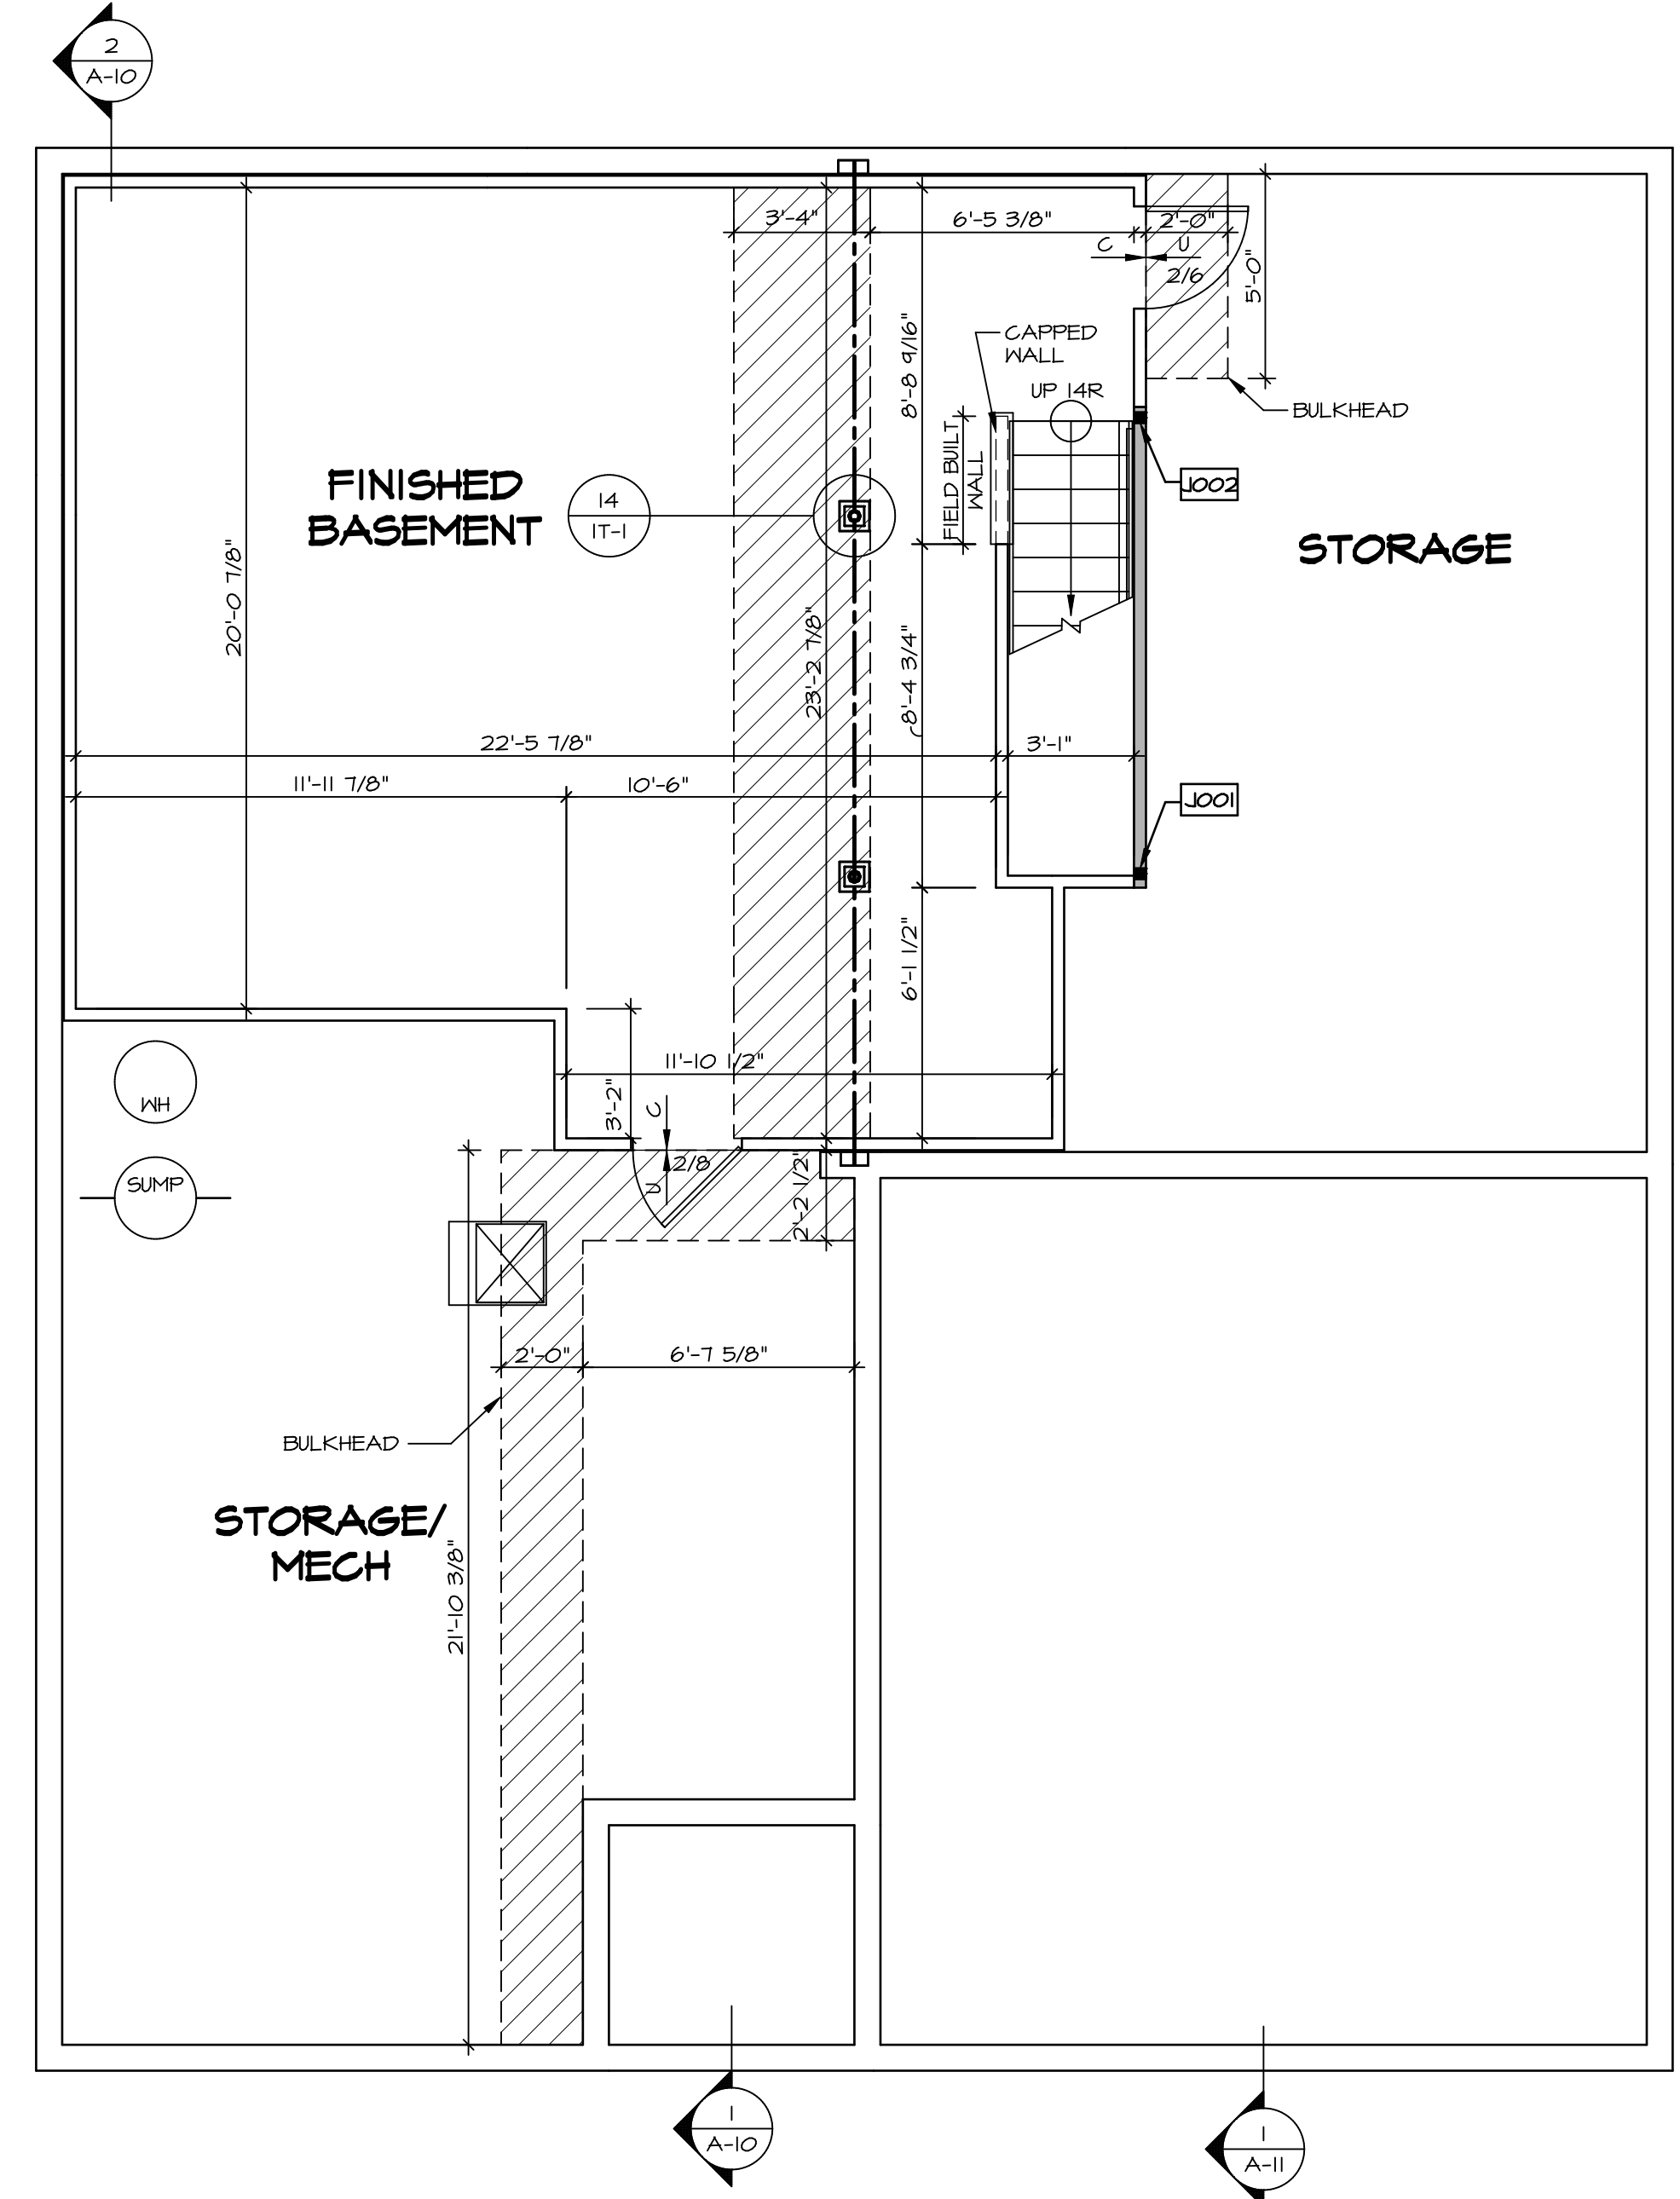 2
A-10
3'-4"
6'-5 3/8"
2'-0"
C
U
2/6
5'-0"
8'-8 9/16"
CAPPED
WALL
UP 14R
BULKHEAD
FIELD BUILT
WALL
J002
FINISHED
BASEMENT
14
IT-1
STORAGE
20'-0 7/8"
23'-2 7/8"
8'-4 3/4"
22'-5 7/8"
3'-1"
11'-11 7/8"
10'-6"
J001
6'-1 1/2"
11'-10 1/2"
3'-2"
C
WH
2/8
U
SUMP
2'-2 1/2"
2'-0"
6'-7 5/8"
BULKHEAD
STORAGE/
MECH
21'-10 3/8"
1
A-10
1
A-11